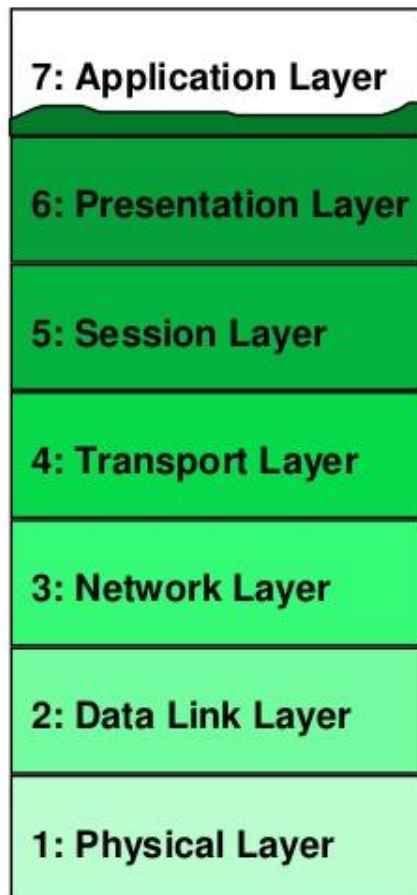 7: Application Layer
6: Presentation Layer
5: Session Layer
4: Transport Layer
3: Network Layer
2: Data Link Layer
1: Physical Layer